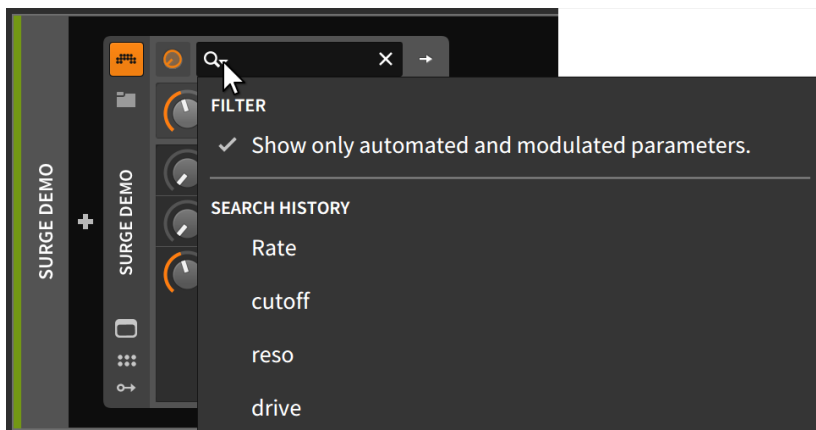 SURGE DEMO
SURGE DEMO
FILTER
Show only automated and modulated parameters.
SEARCH HISTORY
Rate
cutoff
reso
drive